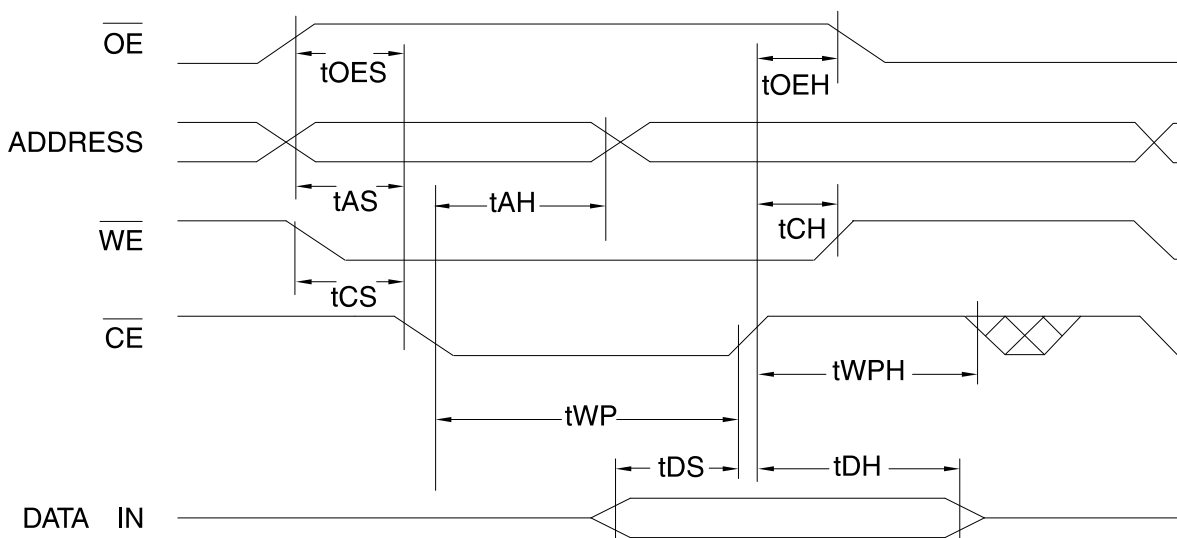 OE
tOES
tOEH
ADDRESS
tAS
tAH
tCH
WE
tCS
CE
tWPH
tWP
tDS
tDH
DATA IN